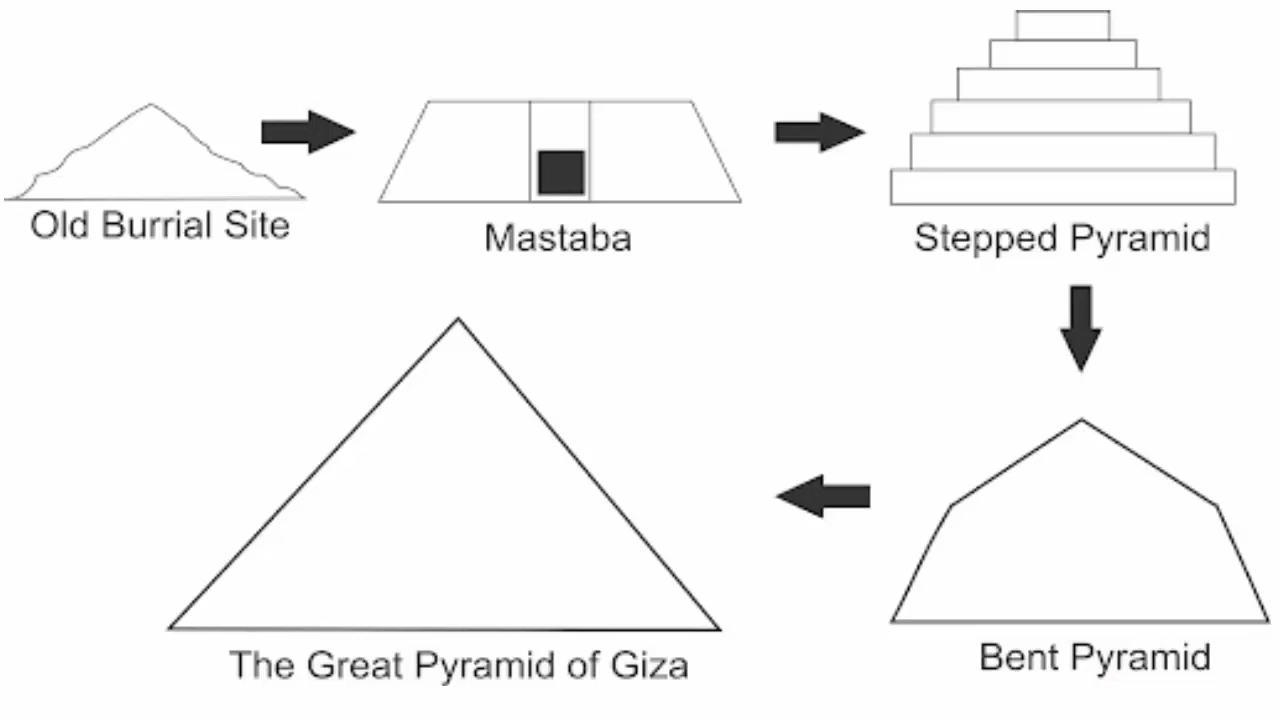 Old Burrial Site
Mastaba
Stepped Pyramid
The Great Pyramid of Giza
Bent Pyramid